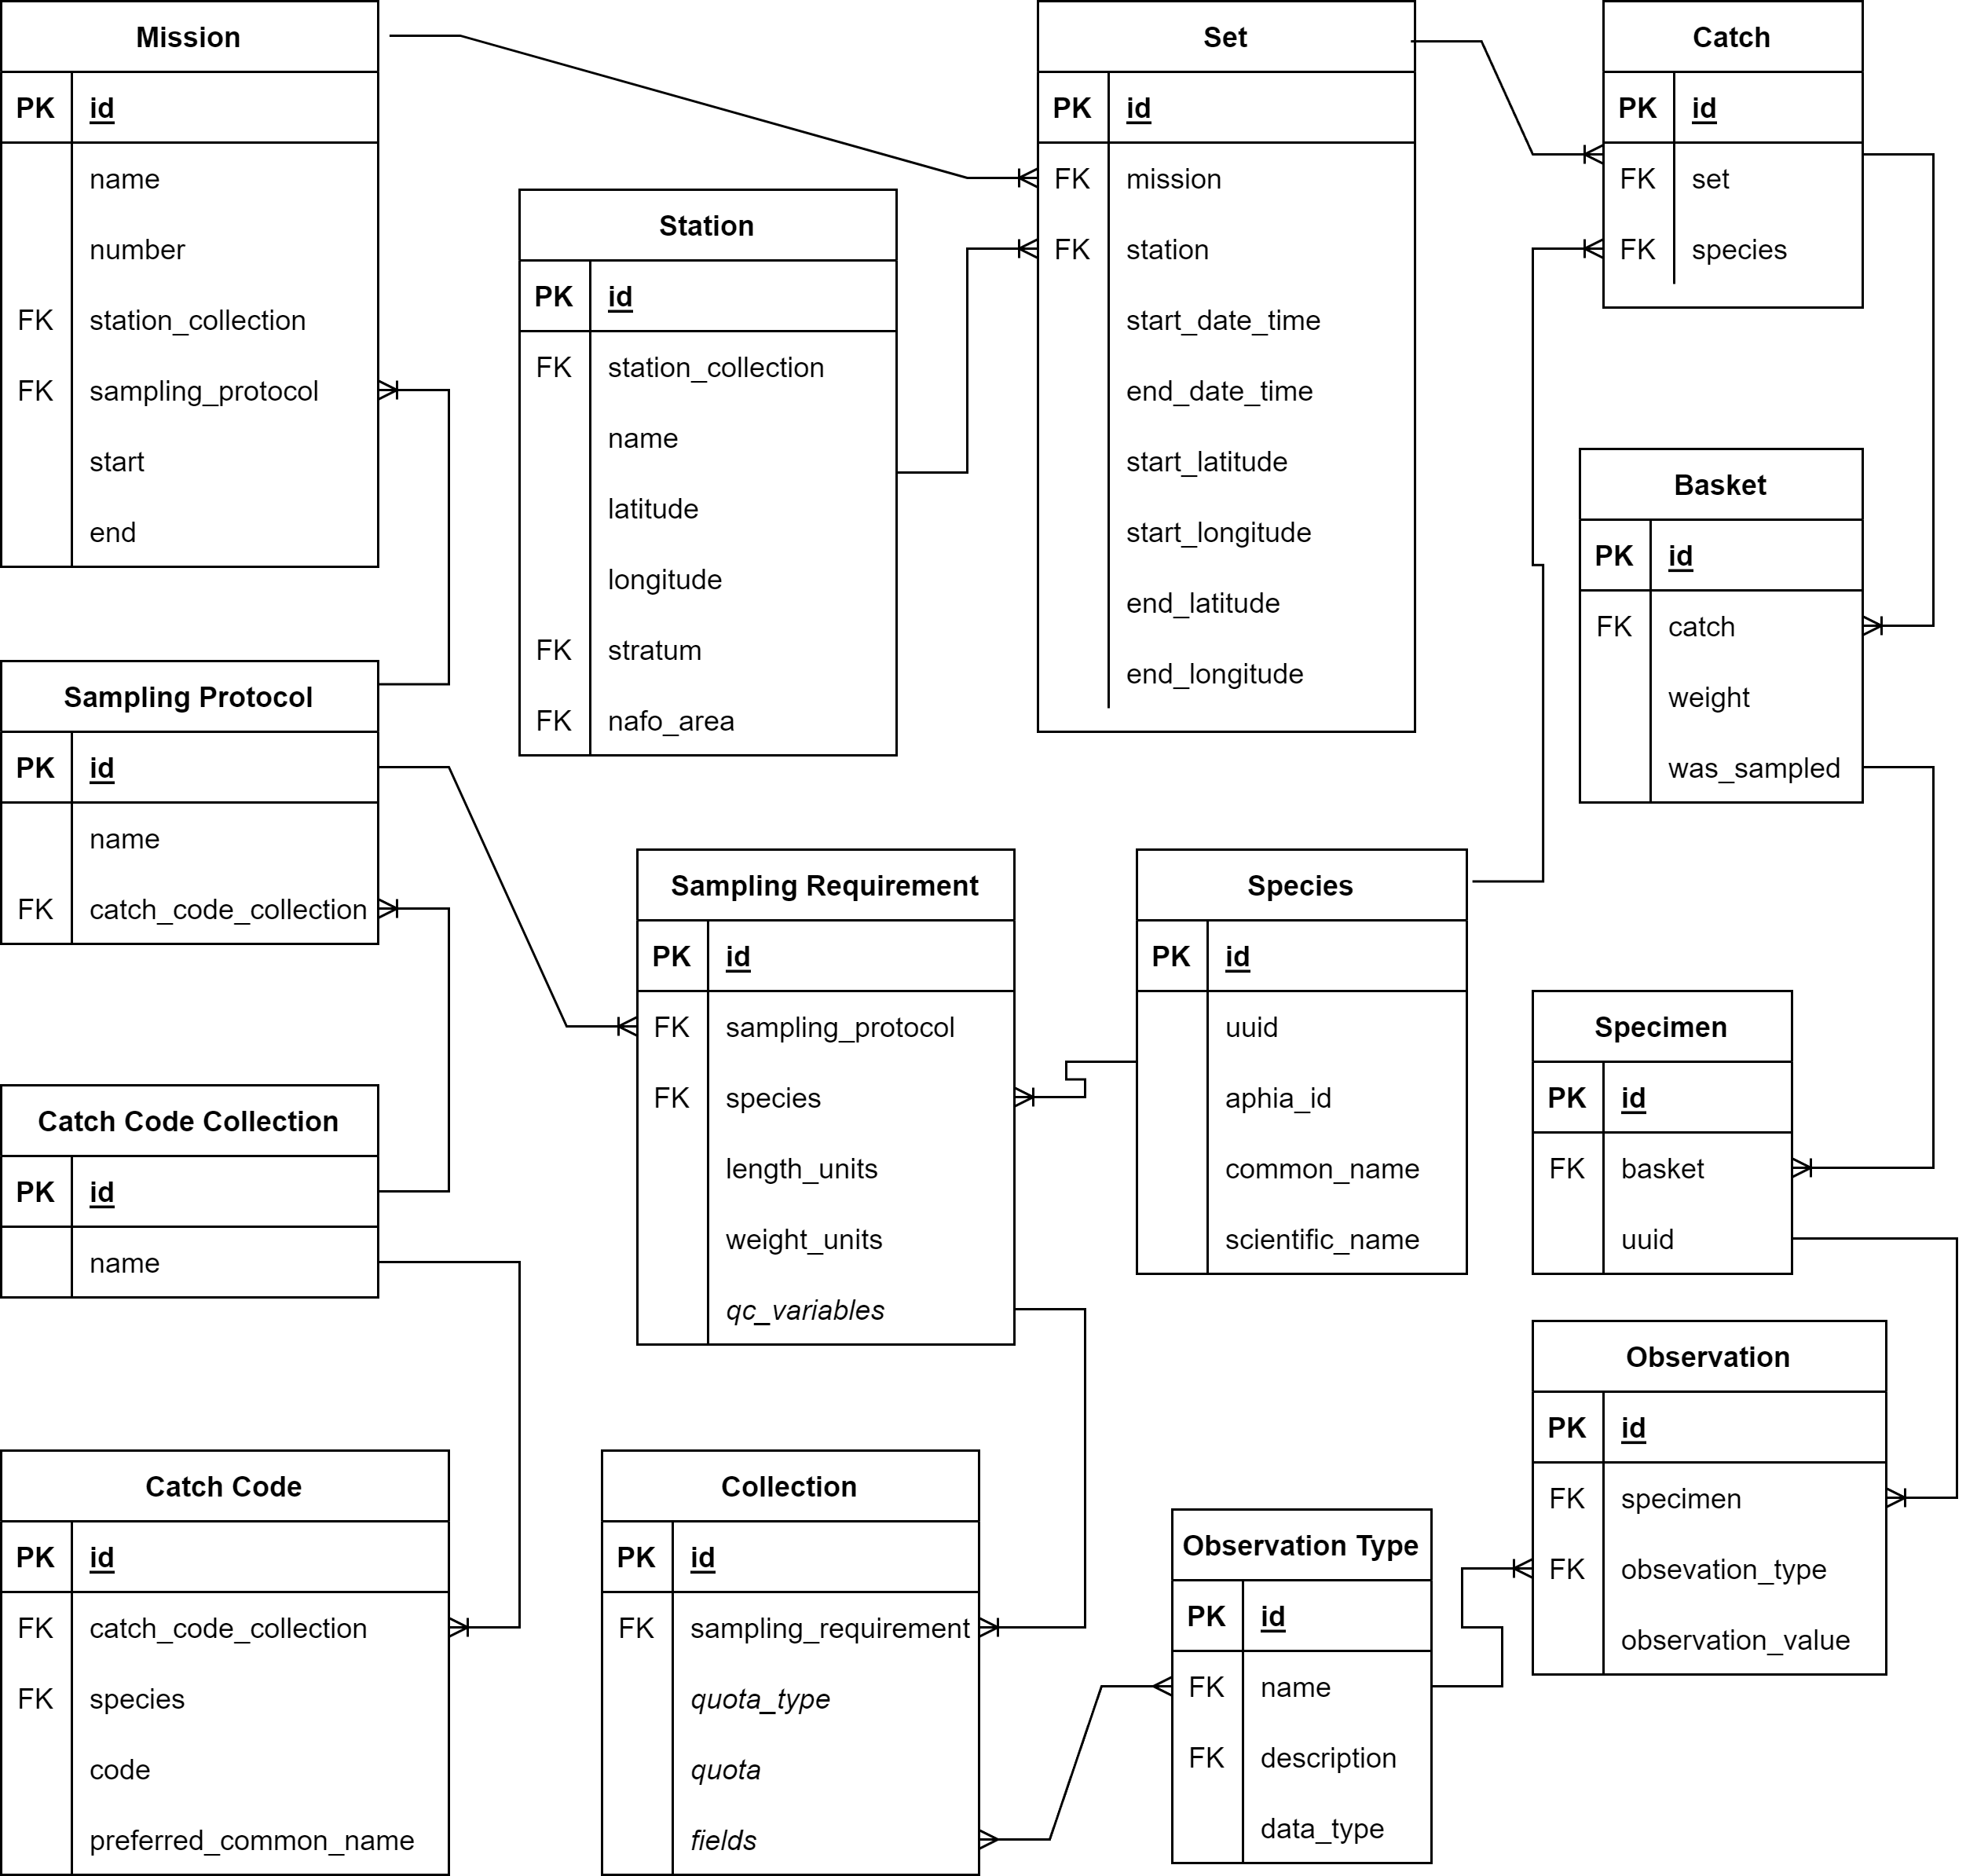 Mission
PK id
name
number
FK station_collection
FK sampling_protocol
start
end
Station
PK id
FK station_collection
name
latitude
longitude
FK stratum
FK nafo_area
Set
PK id
FK mission
FK station
start_date_time
end_date_time
start_latitude
start_longitude
end_latitude
end_longitude
Catch
PK id
FK set
FK species
Basket
PK id
FK catch
weight
was_sampled
Sampling Protocol
PK id
name
FK catch_code_collection
Sampling Requirement
PK id
FK sampling_protocol
FK species
length_units
weight_units
qc_variables
Species
PK id
uuid
aphia_id
common_name
scientific_name
Specimen
PK id
FK basket
uuid
Catch Code Collection
PK id
name
Observation
PK id
FK specimen
FK obsevation_type
observation_value
Catch Code
PK id
FK catch_code_collection
FK species
code
preferred_common_name
Collection
PK id
FK sampling_requirement
quota_type
quota
fields
Observation Type
PK id
FK name
FK description
data_type